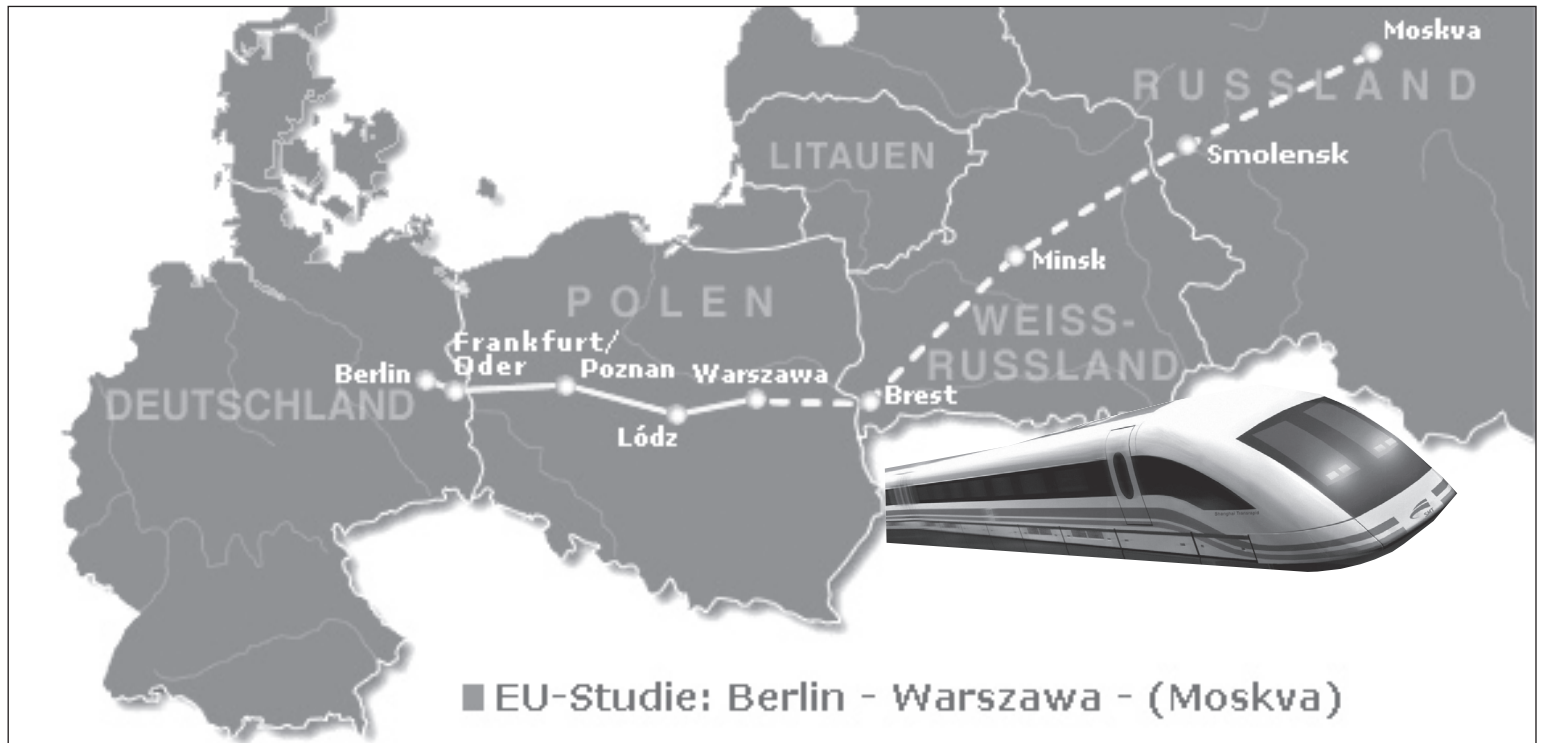 Moskva
RUSSLAND
LITAUEN
Smolensk
Minsk
POLEN
WEISS-
RUSSLAND
Frankfurt/
Oder
Poznan
Warszawa
Berlin
Brest
DEUTSCHLAND
Lódz
EU-Studie: Berlin - Warszawa - (Moskva)